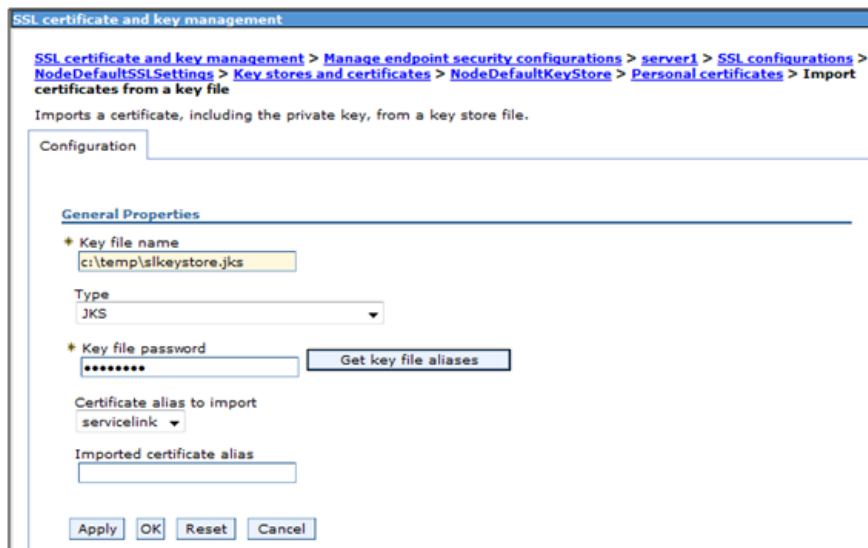 SSL certificate and key management
SSL certificate and key management > Manage endpoint security configurations > server1 > SSL configurations >
NodeDefaultSSLSettings > Key stores and certificates > NodeDefaultKeyStore > Personal certificates > Import
certificates from a key file
Imports a certificate, including the private key, from a key store file.
Configuration
General Properties
* Key file name
c:\temp\slkeystore.jks
Type
JKS
* Key file password
••••••••
Get key file aliases
Certificate alias to import
servicelink
Imported certificate alias
Apply OK Reset Cancel